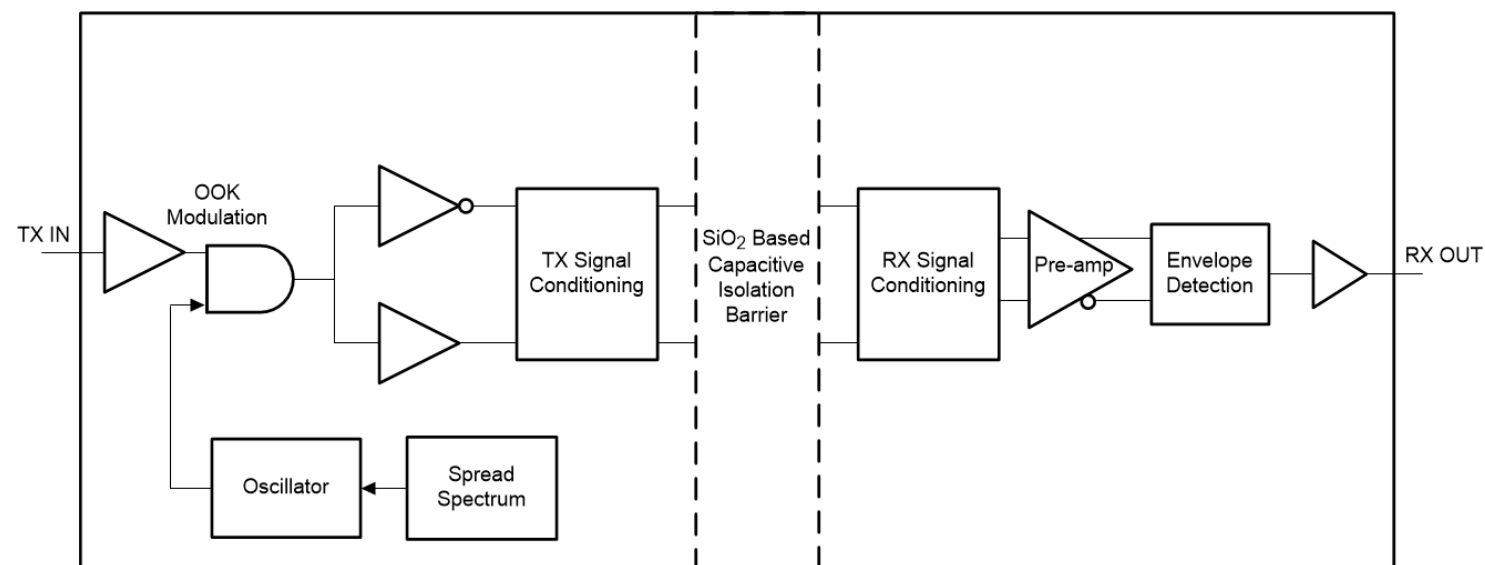 TX IN
OOK
Modulation
TX Signal
Conditioning
Oscillator
Spread
Spectrum
SiO2 Based
Capacitive
Isolation
Barrier
RX Signal
Conditioning
Pre-amp
Envelope
Detection
RX OUT